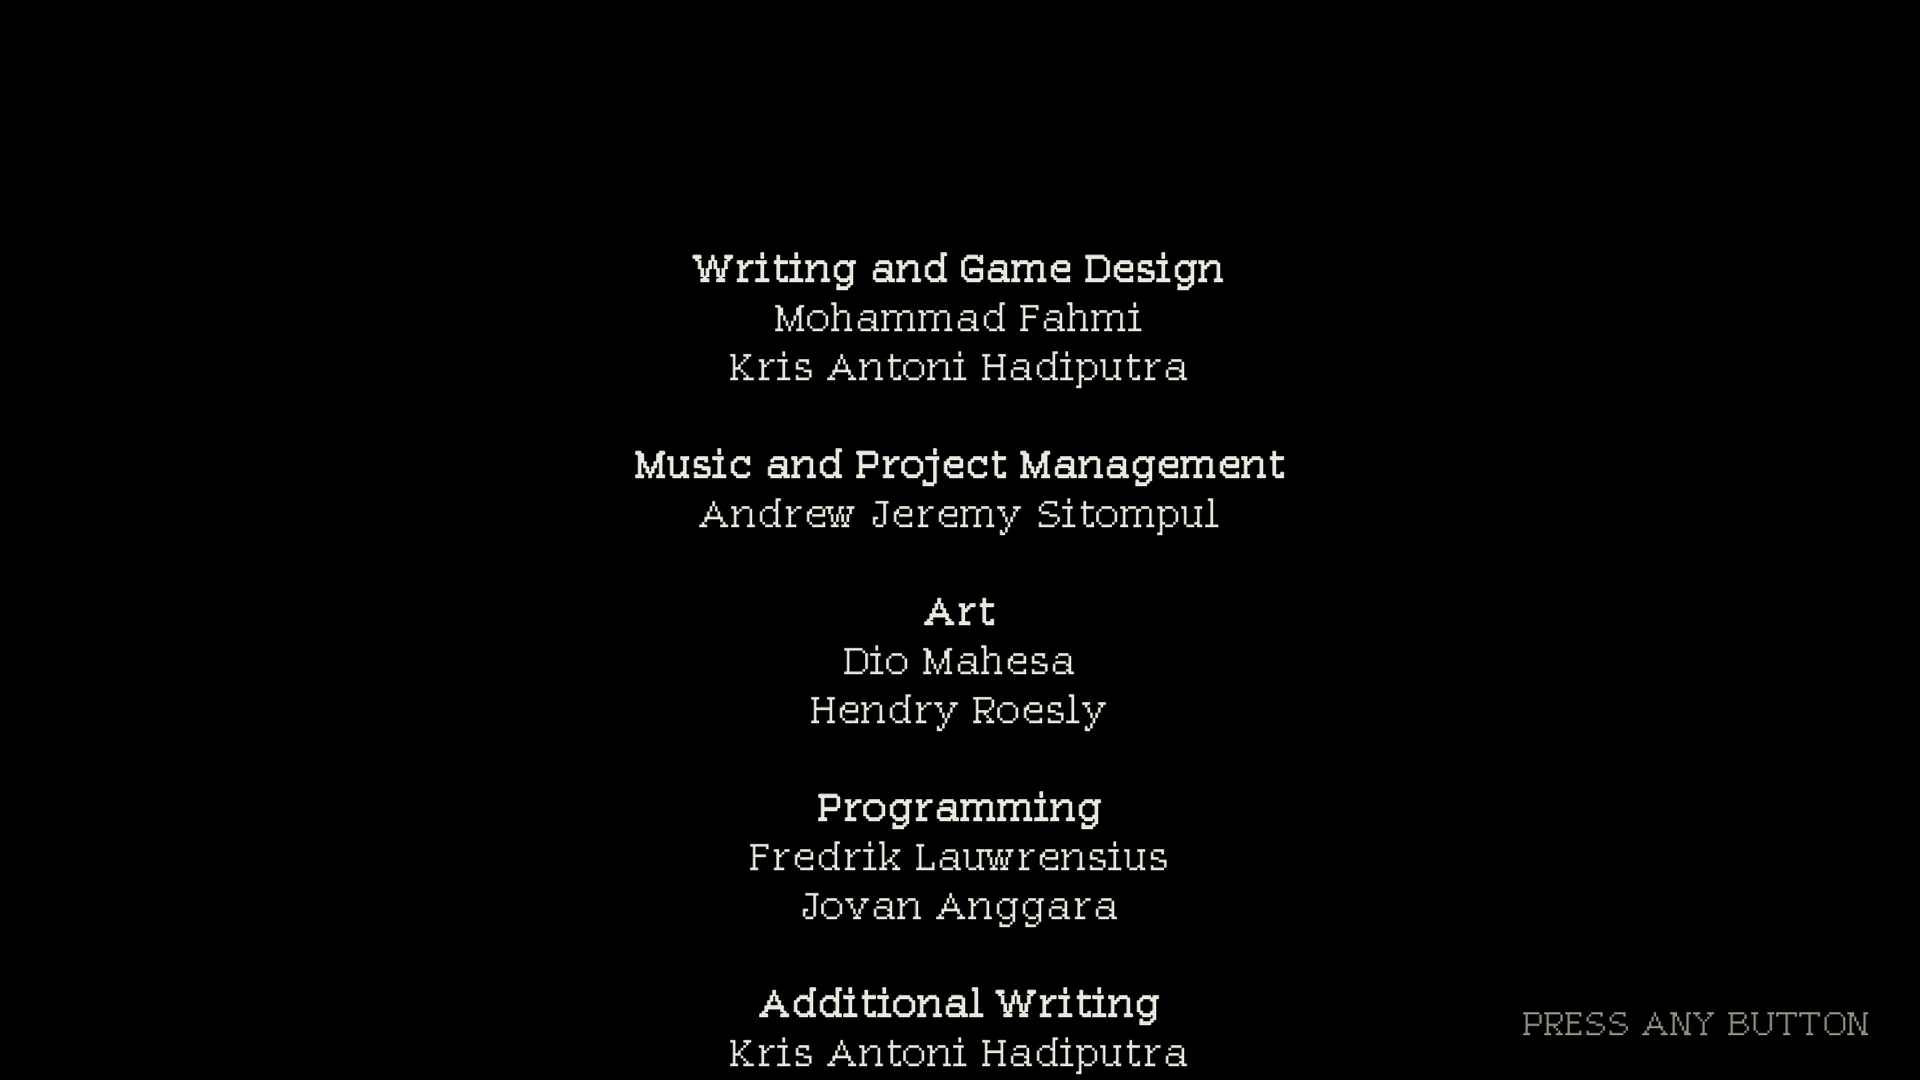 Writing and Game Design
Mohammad Fahmi
Kris Antoni Hadiputra
Music and Project Management
Andrew Jeremy Sitompul
Art
Dio Mahesa
Hendry Roesly
Programming
Fredrik Lauwrensius
Jovan Anggara
Additional Writing
Kris Antoni Hadiputra
PRESS ANY BUTTON